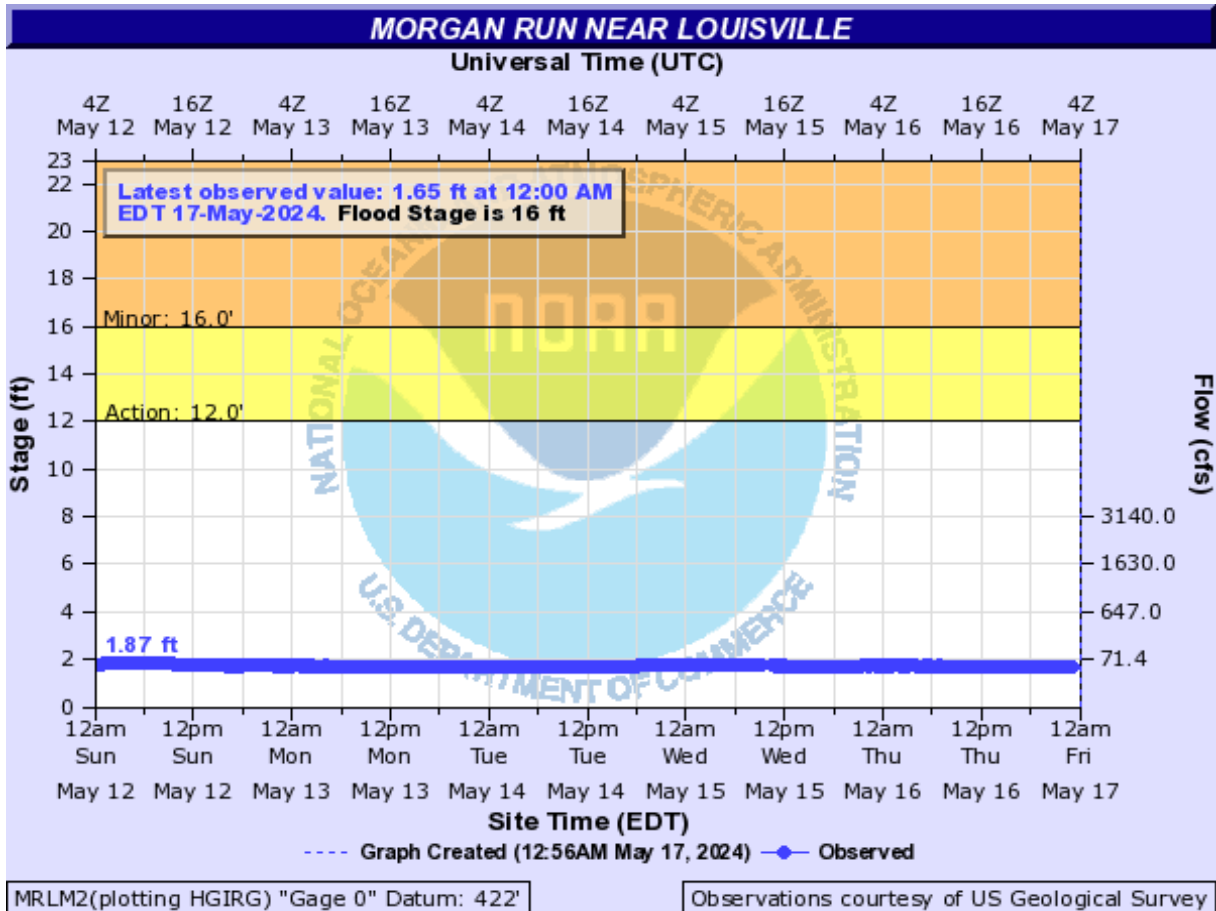 MORGAN RUN NEAR LOUISVILLE
Universal Time (UTC)
4Z 16Z 4Z 16Z 4Z 16Z 4Z 16Z 4Z 16Z 4Z
May 12 May 12 May 13 May 13 May 14 May 14 May 15 May 15 May 16 May 16 May 17
Latest observed value: 1.65 ft at 12:00 AM
EDT 17-May-2024. Flood Stage is 16 ft
23
22
20
18
16
14
12
10
8
6
4
2
0
Stage (ft)
Minor: 16.0'
Action: 12.0'
1.87 ft
NATIONAL OCEANIC AND ATMOSPHERIC ADMINISTRATION
NOAA
U.S. DEPARTMENT OF COMMERCE
Flow (cfs)
3140.0
1630.0
647.0
71.4
12am 12pm 12am 12pm 12am 12pm 12am 12pm 12am 12pm 12am
Sun Sun Mon Mon Tue Tue Wed Wed Thu Thu Fri
May 12 May 12 May 13 May 13 May 14 May 14 May 15 May 15 May 16 May 16 May 17
Site Time (EDT)
Graph Created (12:56AM May 17, 2024) Observed
MRLM2(plotting HGIRG) "Gage 0" Datum: 422'
Observations courtesy of US Geological Survey